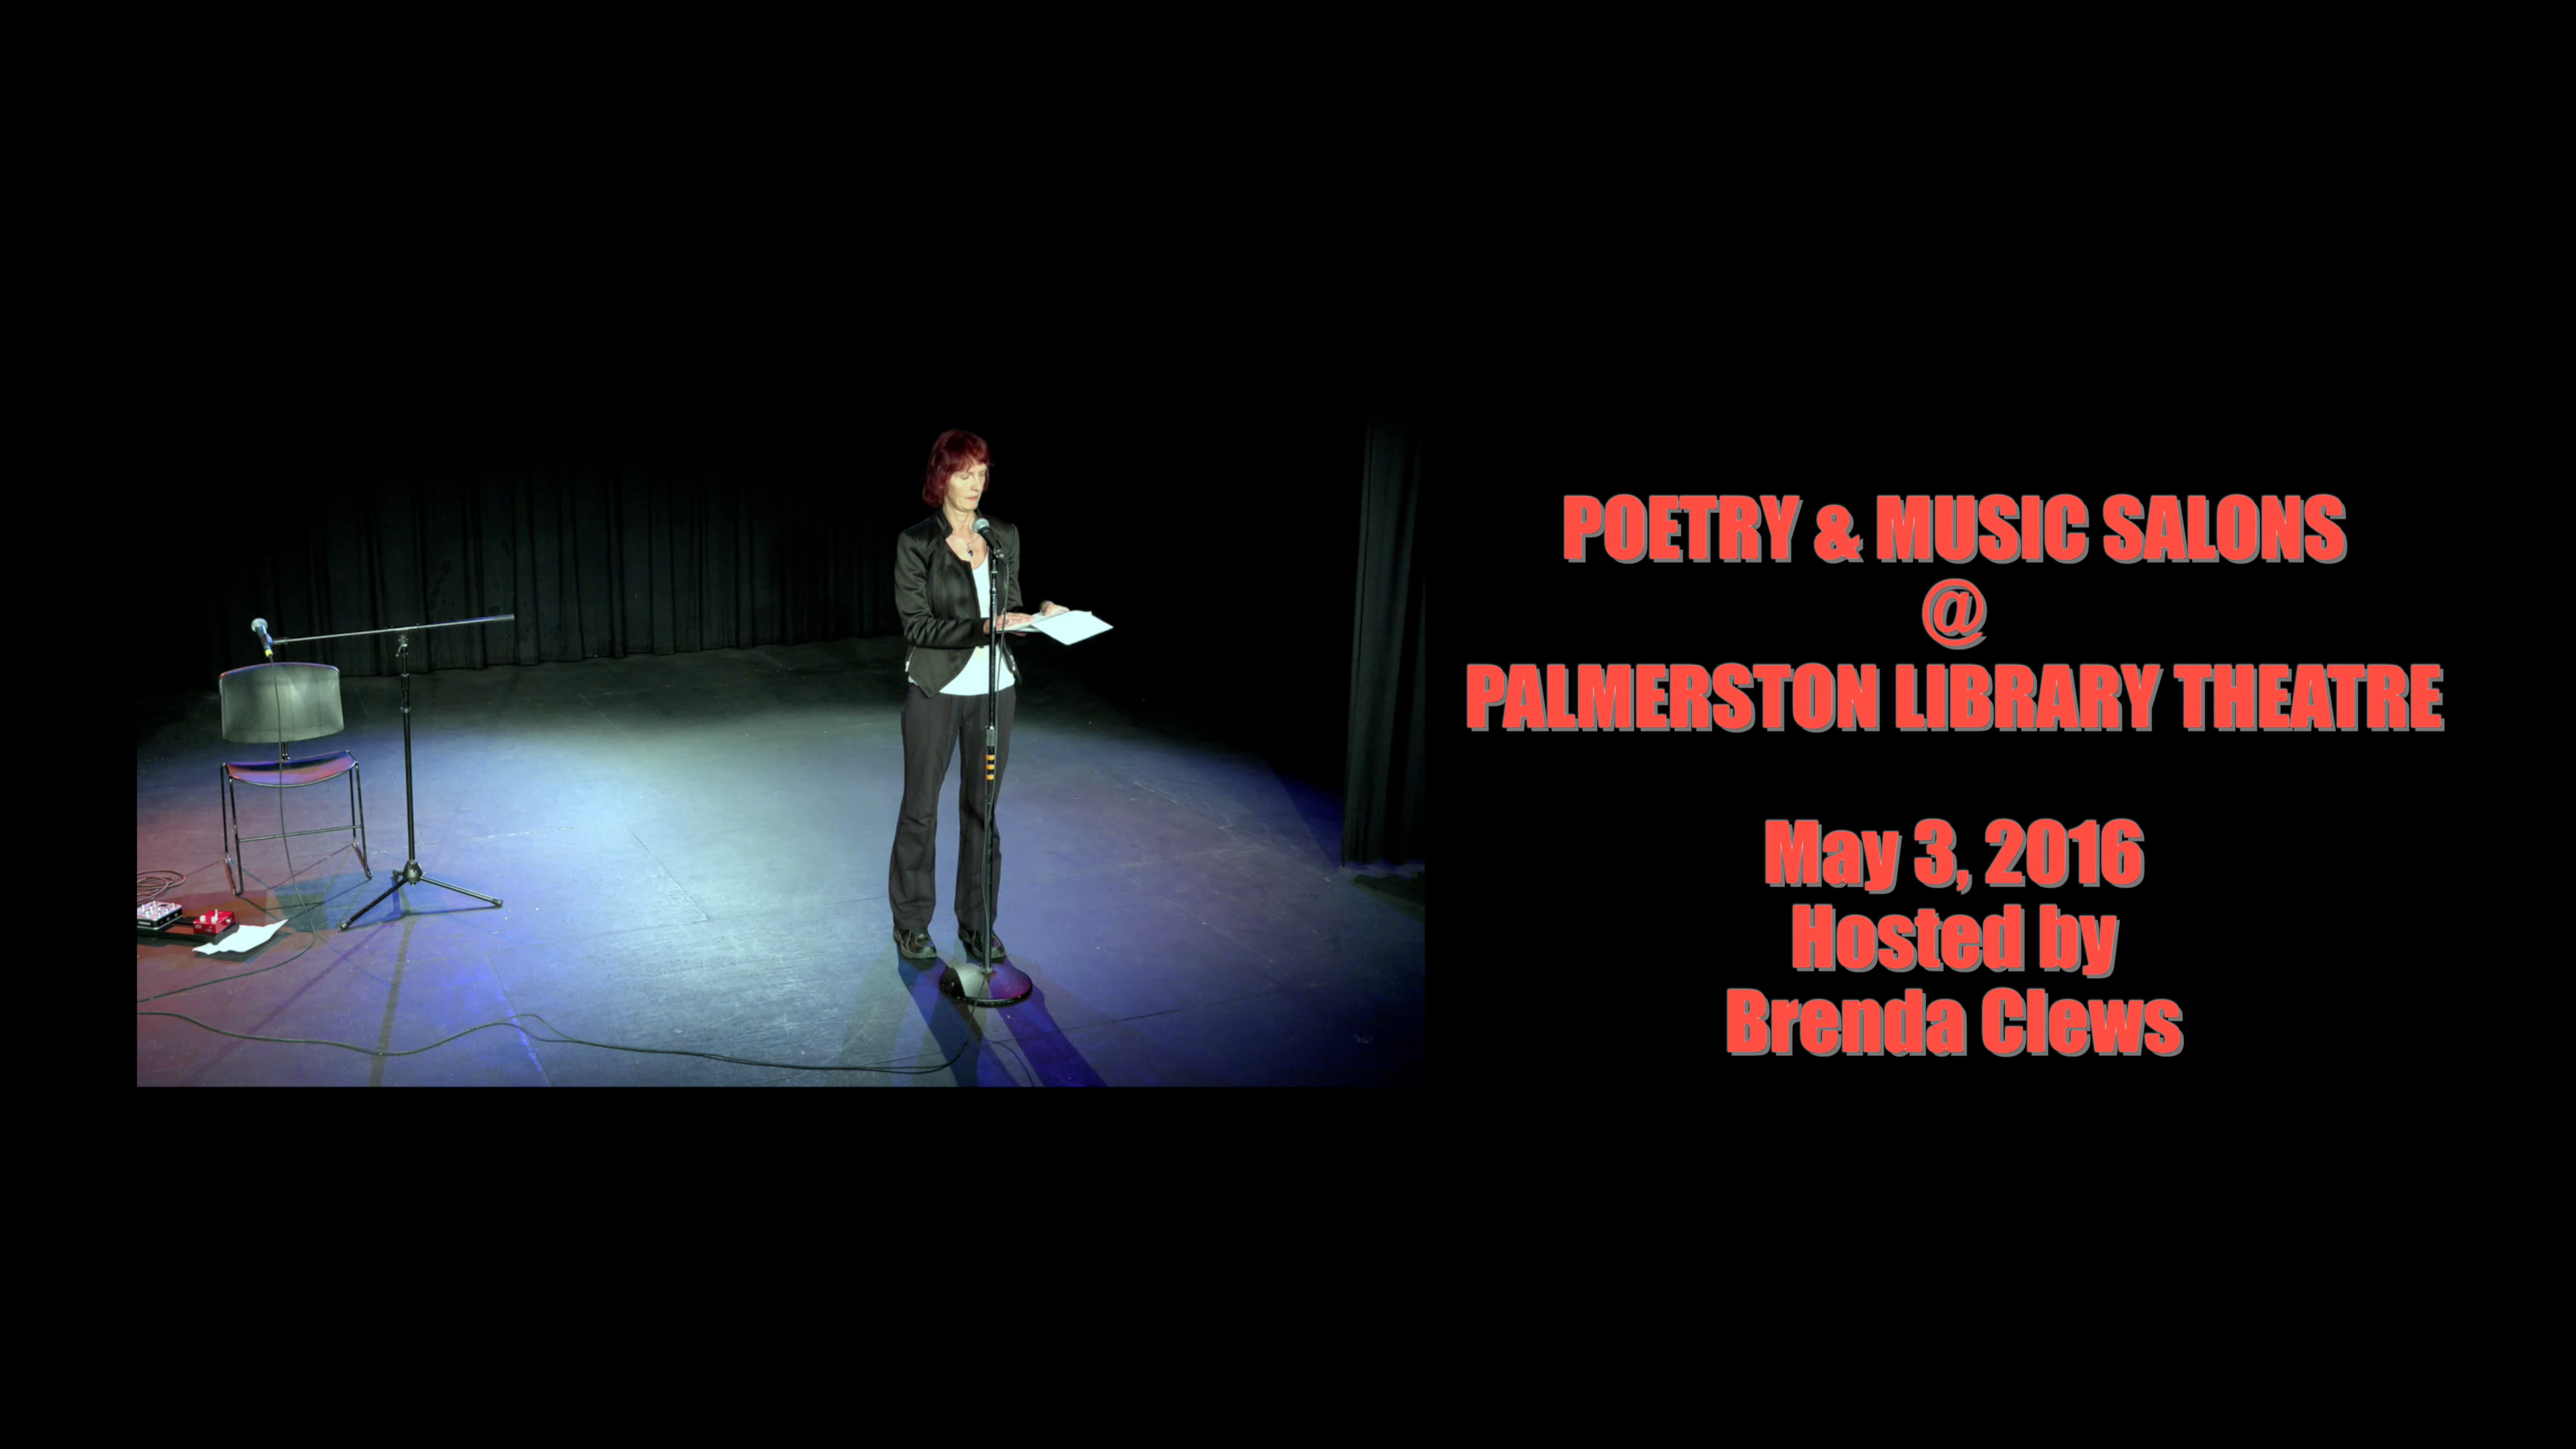 POETRY & MUSIC SALONS
@
PALMERSTON LIBRARY THEATRE
May 3, 2016
Hosted by
Brenda Clews